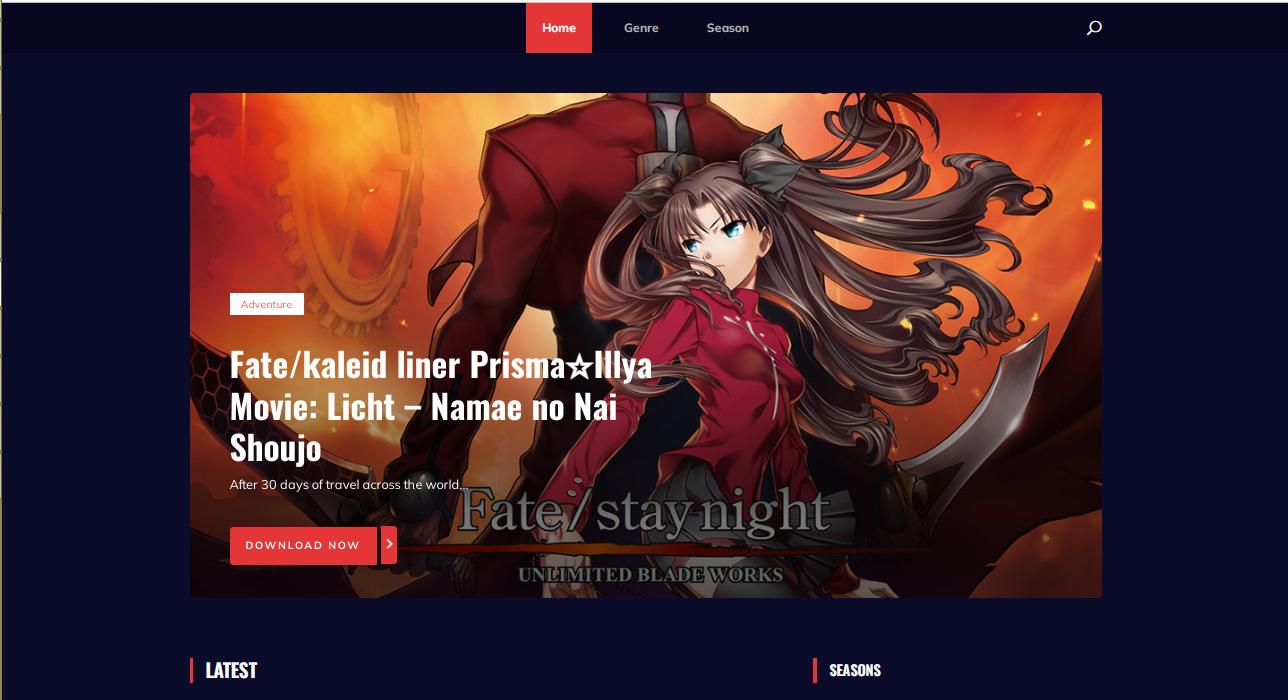 Home Genre Season
Adventure
Fate/kaleid liner Prisma☆Illya
Movie: Licht – Namae no Nai
Shoujo
After 30 days of travel across the world...
Fate/stay night
DOWNLOAD NOW
UNLIMITED BLADE WORKS
LATEST
SEASONS